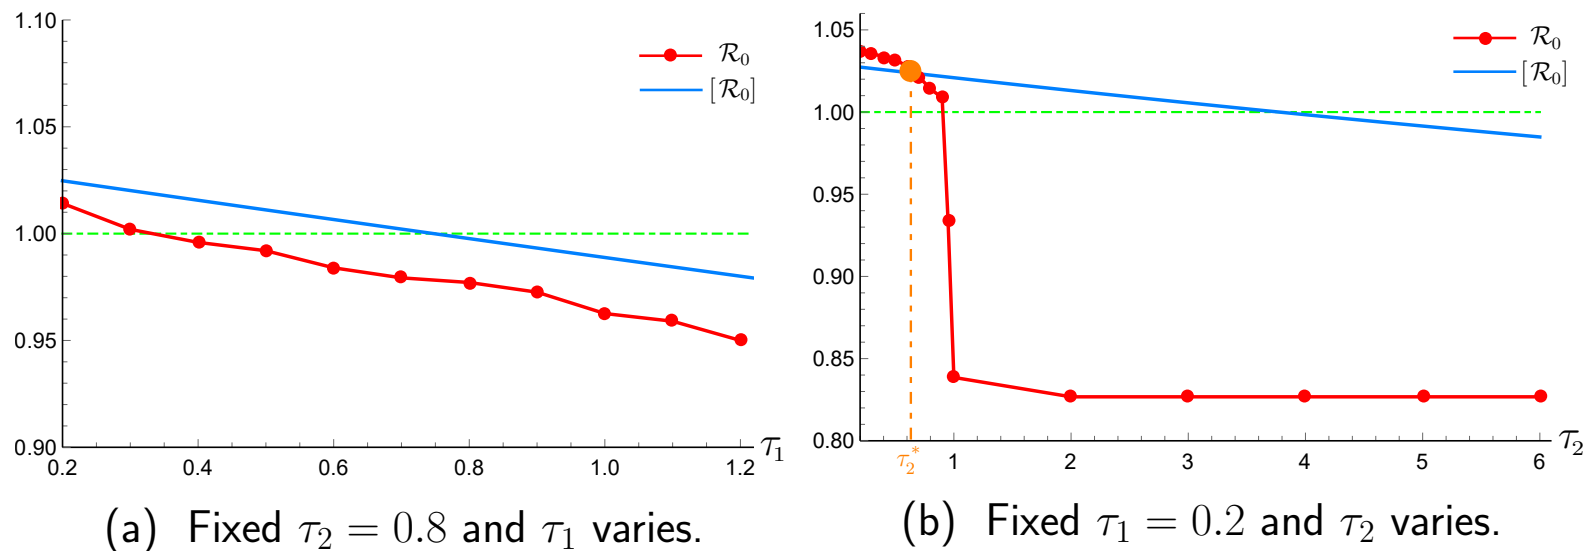 1.10
1.05
1.00
0.95
0.90
0.2 0.4 0.6 0.8 1.0 1.2
τ₁
ℛ₀
[ℛ₀]
(a) Fixed τ₂ = 0.8 and τ₁ varies.
1.05
1.00
0.95
0.90
0.85
0.80
τ₂* 1 2 3 4 5 6
τ₂
ℛ₀
[ℛ₀]
(b) Fixed τ₁ = 0.2 and τ₂ varies.